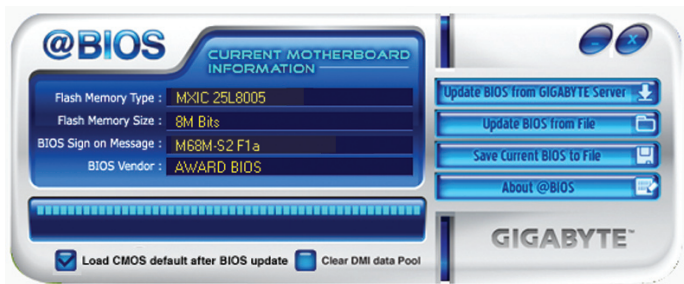 @BIOS
CURRENT MOTHERBOARD
INFORMATION
Flash Memory Type : MXIC 25L8005
Flash Memory Size : 8M Bits
BIOS Sign on Message : M68M-S2 F1a
BIOS Vendor : AWARD BIOS
Load CMOS default after BIOS update
Clear DMI data Pool
Update BIOS from GIGABYTE Server
Update BIOS from File
Save Current BIOS to File
About @BIOS
GIGABYTE™